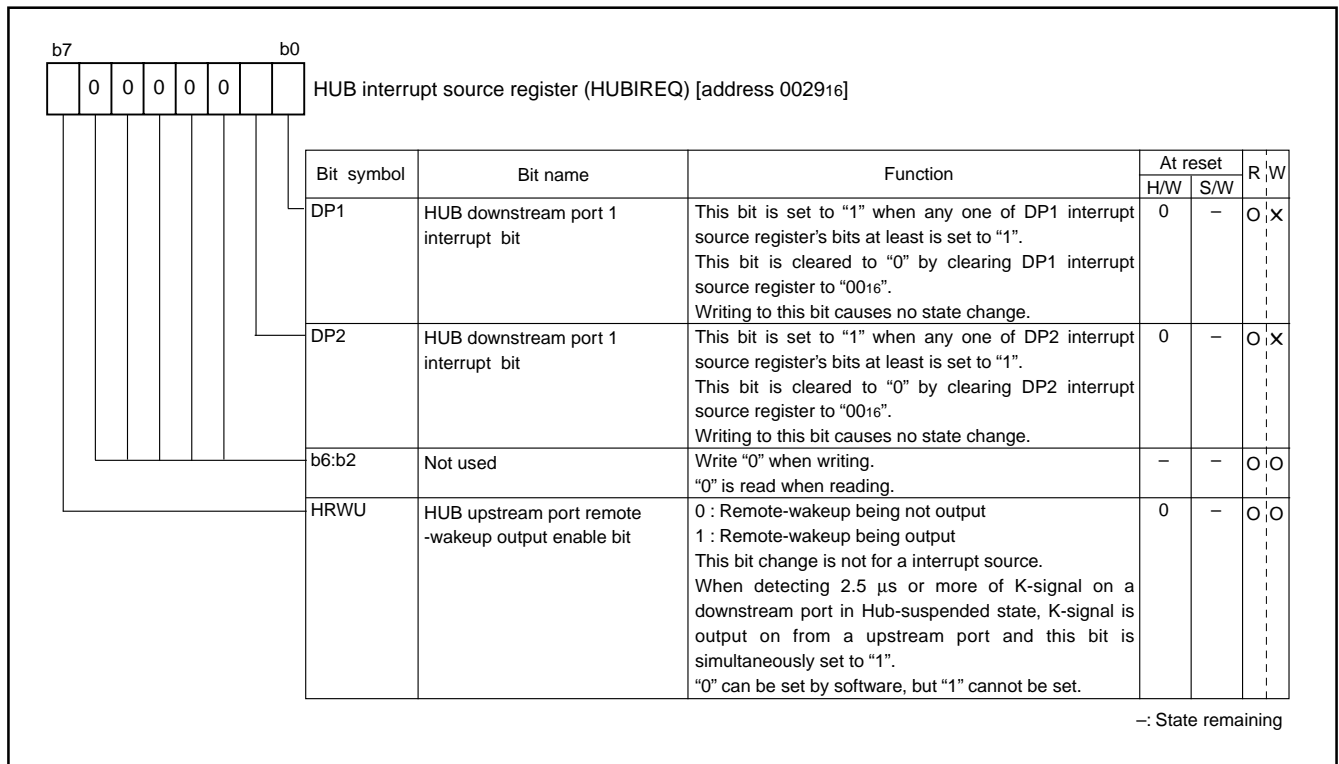 b7 b0
0 0 0 0 0
HUB interrupt source register (HUBIREQ) [address 002916]
Bit symbol Bit name Function At reset R W
H/W S/W
DP1 HUB downstream port 1 This bit is set to “1” when any one of DP1 interrupt 0 – O ×
interrupt bit source register’s bits at least is set to “1”.
This bit is cleared to “0” by clearing DP1 interrupt
source register to “0016”.
Writing to this bit causes no state change.
DP2 HUB downstream port 1 This bit is set to “1” when any one of DP2 interrupt 0 – O ×
interrupt bit source register’s bits at least is set to “1”.
This bit is cleared to “0” by clearing DP2 interrupt
source register to “0016”.
Writing to this bit causes no state change.
b6:b2 Not used Write “0” when writing. – – O O
“0” is read when reading.
HRWU HUB upstream port remote 0 : Remote-wakeup being not output 0 – O O
-wakeup output enable bit 1 : Remote-wakeup being output
This bit change is not for a interrupt source.
When detecting 2.5 µs or more of K-signal on a
downstream port in Hub-suspended state, K-signal is
output on from a upstream port and this bit is
simultaneously set to “1”.
“0” can be set by software, but “1” cannot be set.
–: State remaining